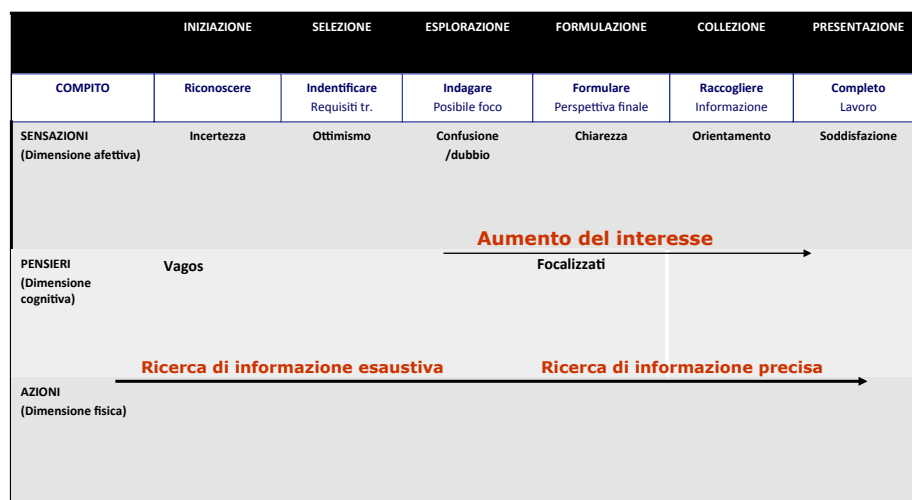 INIZIAZIONE SELEZIONE ESPLORAZIONE FORMULAZIONE COLLEZIONE PRESENTAZIONE
COMPITO Riconoscere Indentificare Indagare Formulare Raccogliere Completo
Requisiti tr. Posibile foco Perspettiva finale Informazione Lavoro
SENSAZIONI Incertezza Ottimismo Confusione Chiarezza Orientamento Soddisfazione
(Dimensione afettiva) /dubbio
Aumento del interesse
PENSIERI Vagos Focalizzati
(Dimensione
cognitiva)
Ricerca di informazione esaustiva Ricerca di informazione precisa
AZIONI
(Dimensione fisica)